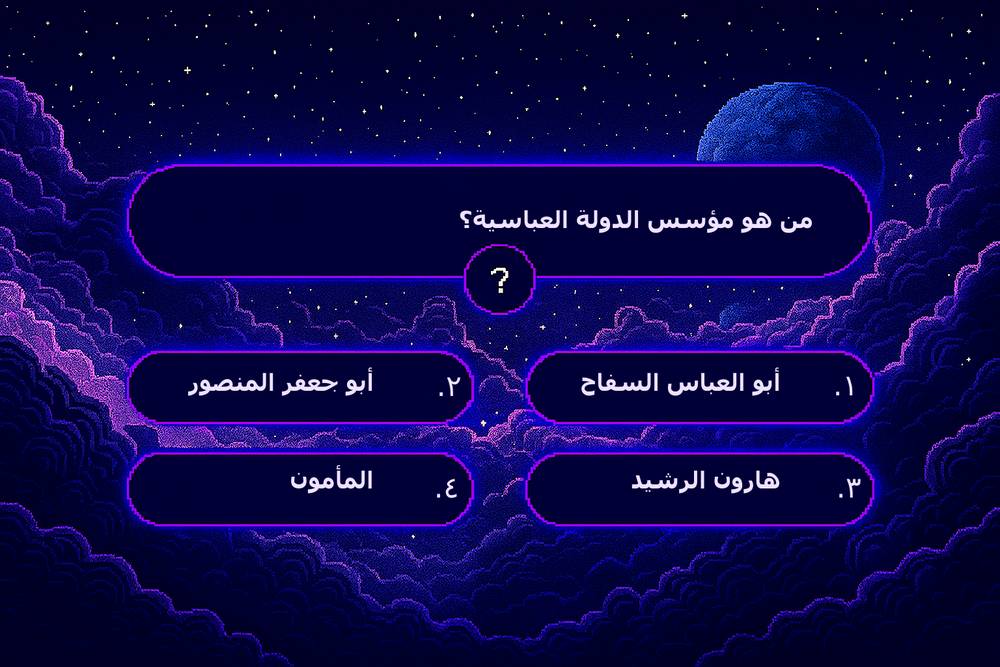 من هو مؤسس الدولة العباسية؟
?
١. أبو العباس السفاح
٢. أبو جعفر المنصور
٣. هارون الرشيد
٤. المأمون